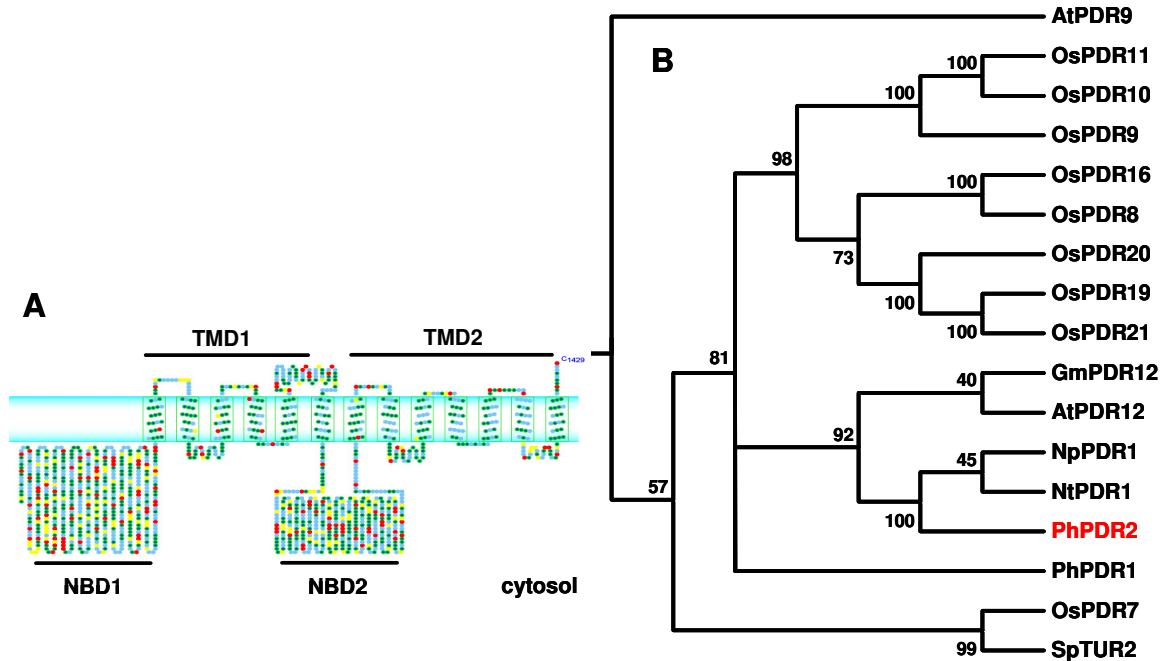 A
TMD1 TMD2
C1429
NBD1 NBD2 cytosol
B
AtPDR9
OsPDR11
OsPDR10
OsPDR9
OsPDR16
OsPDR8
OsPDR20
OsPDR19
OsPDR21
GmPDR12
AtPDR12
NpPDR1
NtPDR1
PhPDR2
PhPDR1
OsPDR7
SpTUR2
100
100
98
100
73
100
100
81
40
92
45
100
57
99